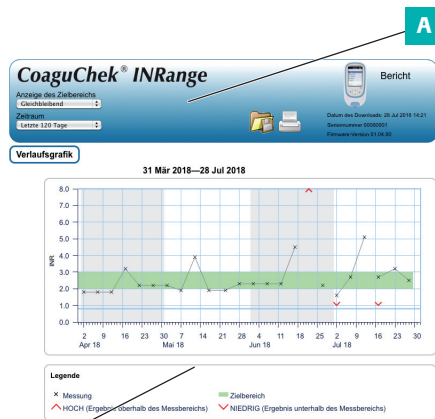 A
CoaguChek® INRange
Bericht
Anzeige des Zielbereichs
Gleichbleibend
Zeitraum
Letzte 120 Tage
Datum des Downloads: 28 Jul 2018 14:21
Seriennummer 00000001
Firmware-Version 01.04.00
Verlaufsgrafik
31 Mär 2018—28 Jul 2018
INR
8.0
7.0
6.0
5.0
4.0
3.0
2.0
1.0
0.0
2 9 16 23 30 7 14 21 28 4 11 18 25 2 9 16 23 30
Apr 18 Mai 18 Jun 18 Jul 18
Legende
× Messung Zielbereich
HOCH (Ergebnis oberhalb des Messbereichs) NIEDRIG (Ergebnis unterhalb des Messbereichs)